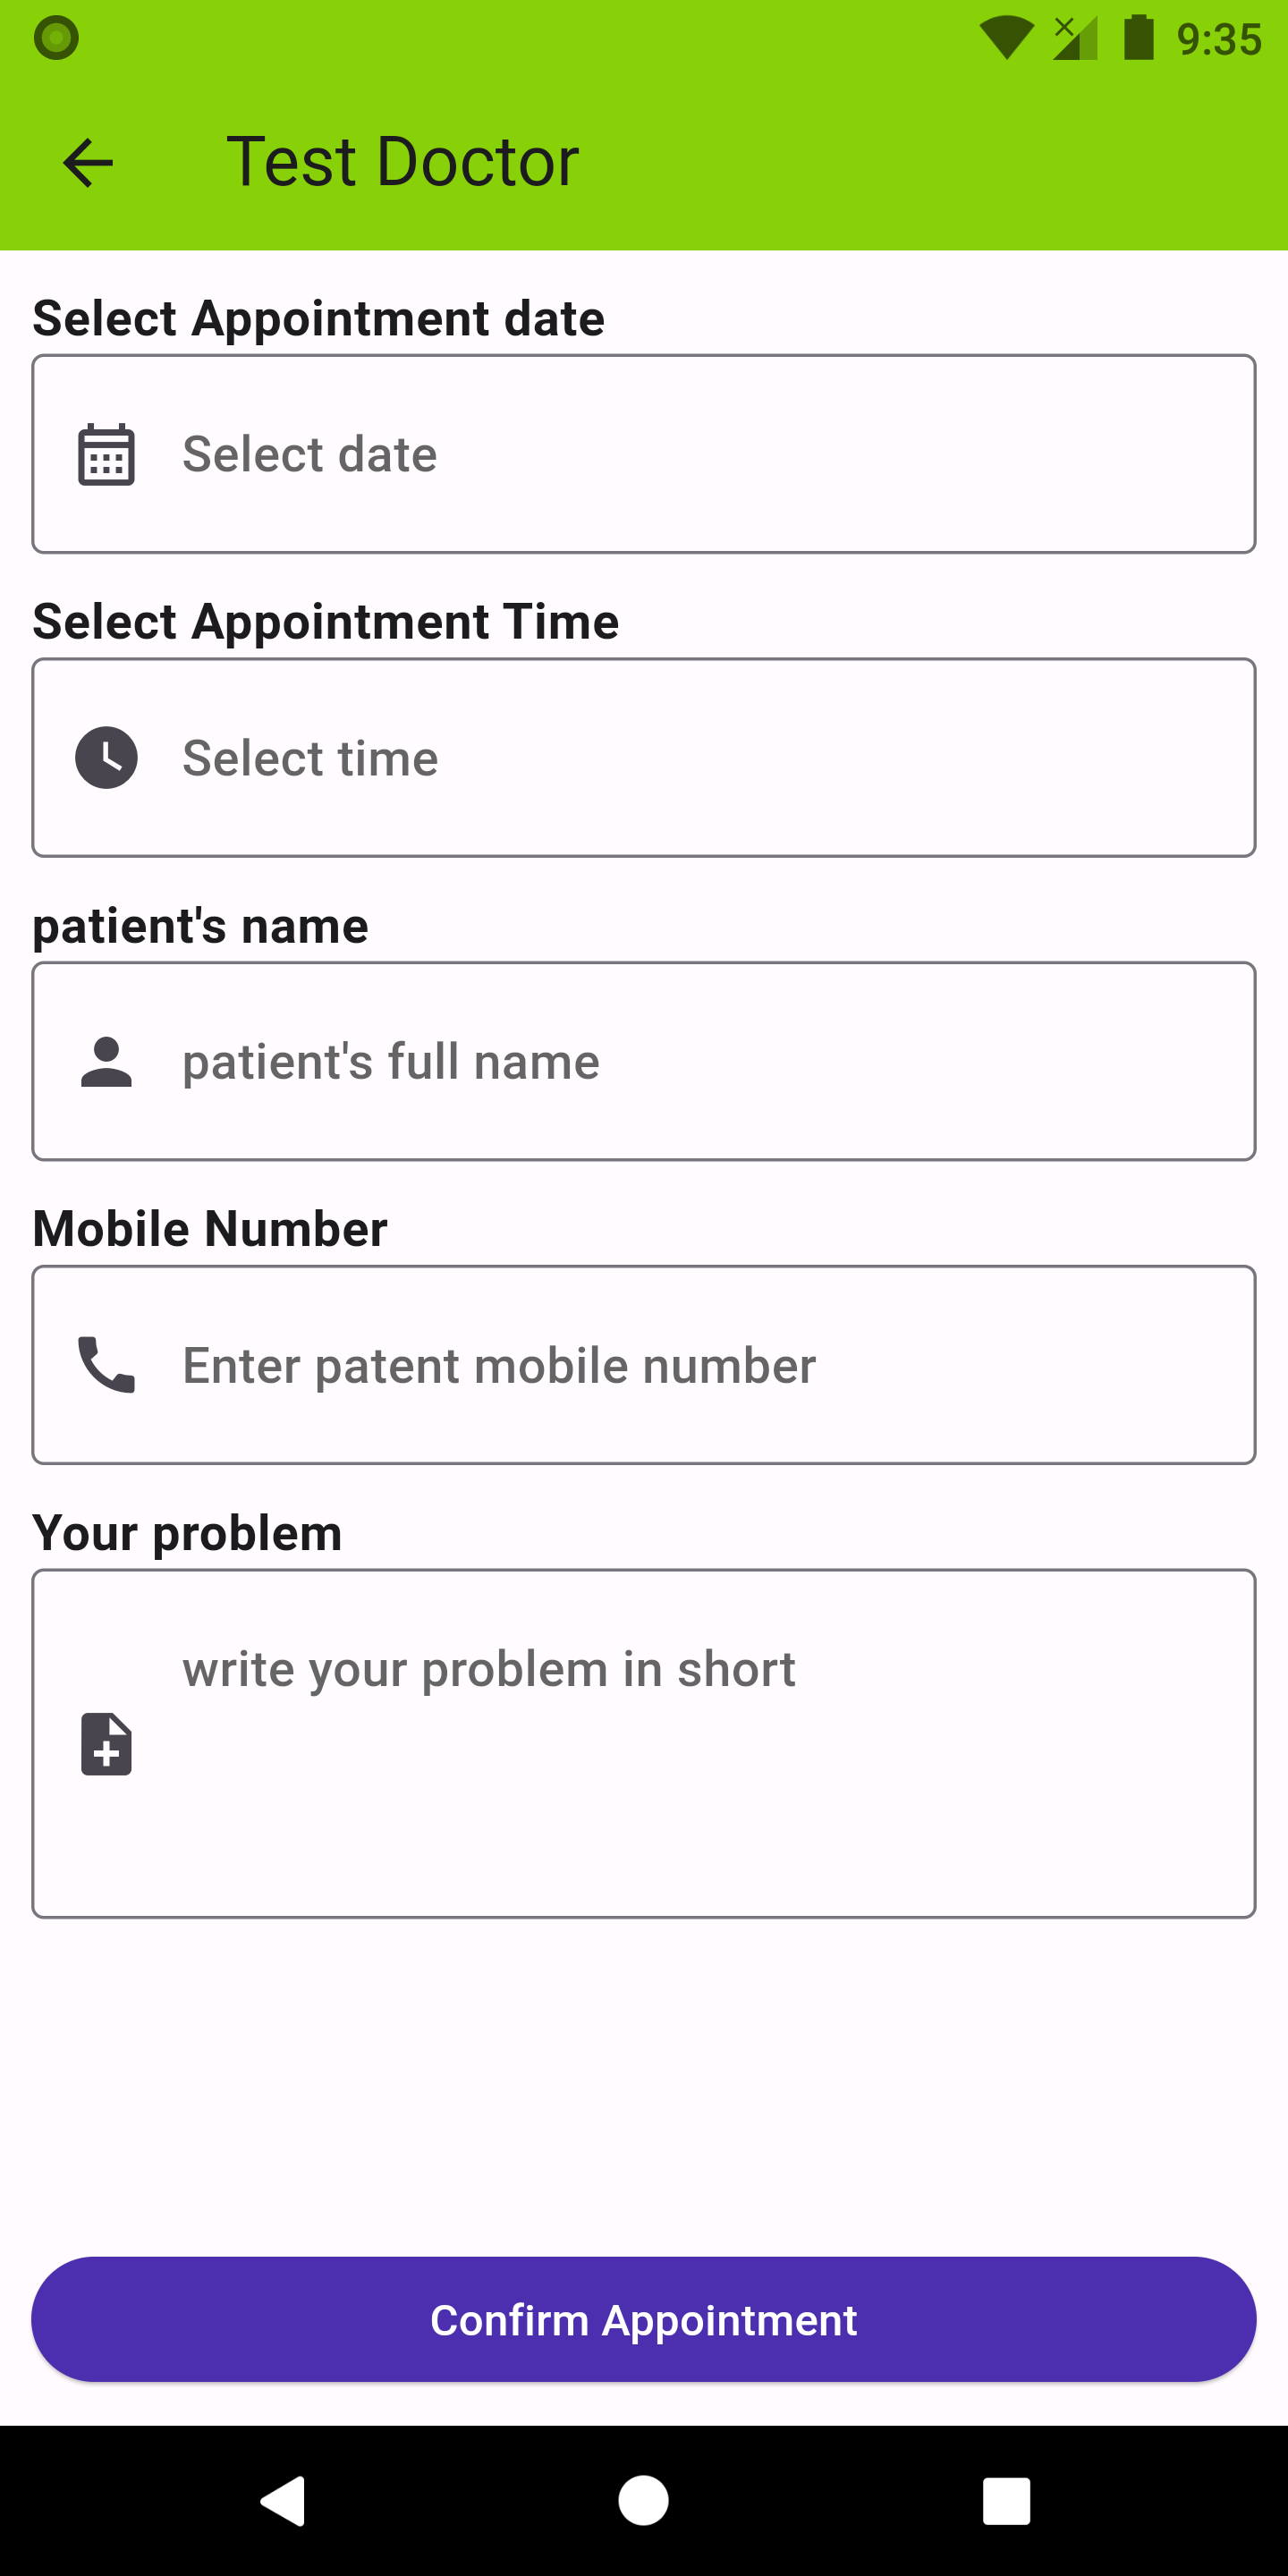 9:35
Test Doctor
Select Appointment date
Select date
Select Appointment Time
Select time
patient's name
patient's full name
Mobile Number
Enter patent mobile number
Your problem
write your problem in short
Confirm Appointment